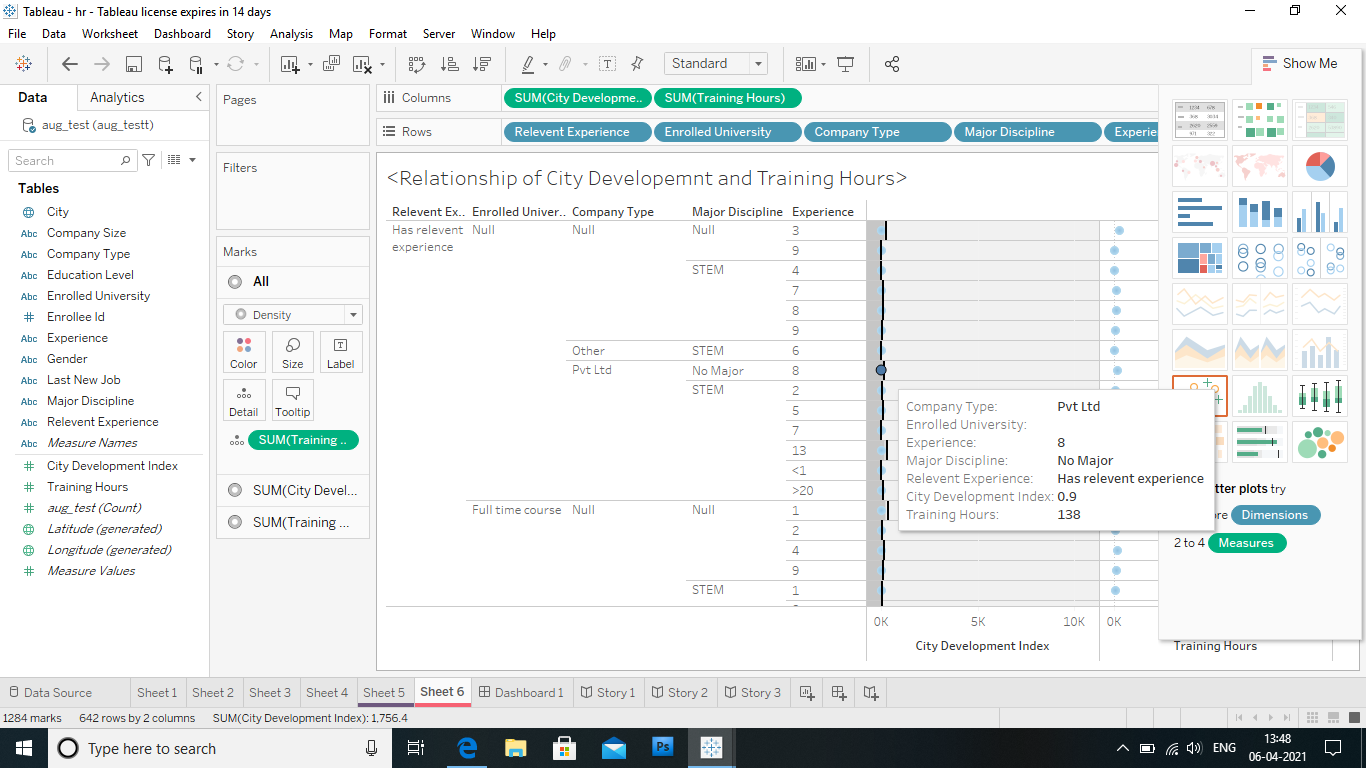 Tableau - hr - Tableau license expires in 14 days
File Data Worksheet Dashboard Story Analysis Map Format Server Window Help
Standard
Show Me
Data Analytics
aug_test (aug_testt)
Search
Tables
City
Company Size
Company Type
Education Level
Enrolled University
Enrollee Id
Experience
Gender
Last New Job
Major Discipline
Relevent Experience
Measure Names
City Development Index
Training Hours
aug_test (Count)
Latitude (generated)
Longitude (generated)
Measure Values
Pages
Filters
Marks
All
Density
Color Size Label
Detail Tooltip
SUM(Training ..
SUM(City Devel...
SUM(Training ...
Columns SUM(City Developme.. SUM(Training Hours)
Rows Relevent Experience Enrolled University Company Type Major Discipline Experie
<Relationship of City Developemnt and Training Hours>
Relevent Ex.. Enrolled Univer.. Company Type Major Discipline Experience
Has relevent experience Null Null Null 3
9
STEM 4
7
8
9
Other STEM 6
Pvt Ltd No Major 8
STEM 2
5
7
13
<1
>20
Full time course Null Null 1
2
4
9
STEM 1
0K 5K 10K 0K
City Development Index Training Hours
Company Type: Pvt Ltd
Enrolled University:
Experience: 8
Major Discipline: No Major
Relevent Experience: Has relevent experience
City Development Index: 0.9
Training Hours: 138
tter plots try
ore Dimensions
2 to 4 Measures
Data Source Sheet 1 Sheet 2 Sheet 3 Sheet 4 Sheet 5 Sheet 6 Dashboard 1 Story 1 Story 2 Story 3
1284 marks 642 rows by 2 columns SUM(City Development Index): 1,756.4
Type here to search
Ps
ENG
13:48
06-04-2021